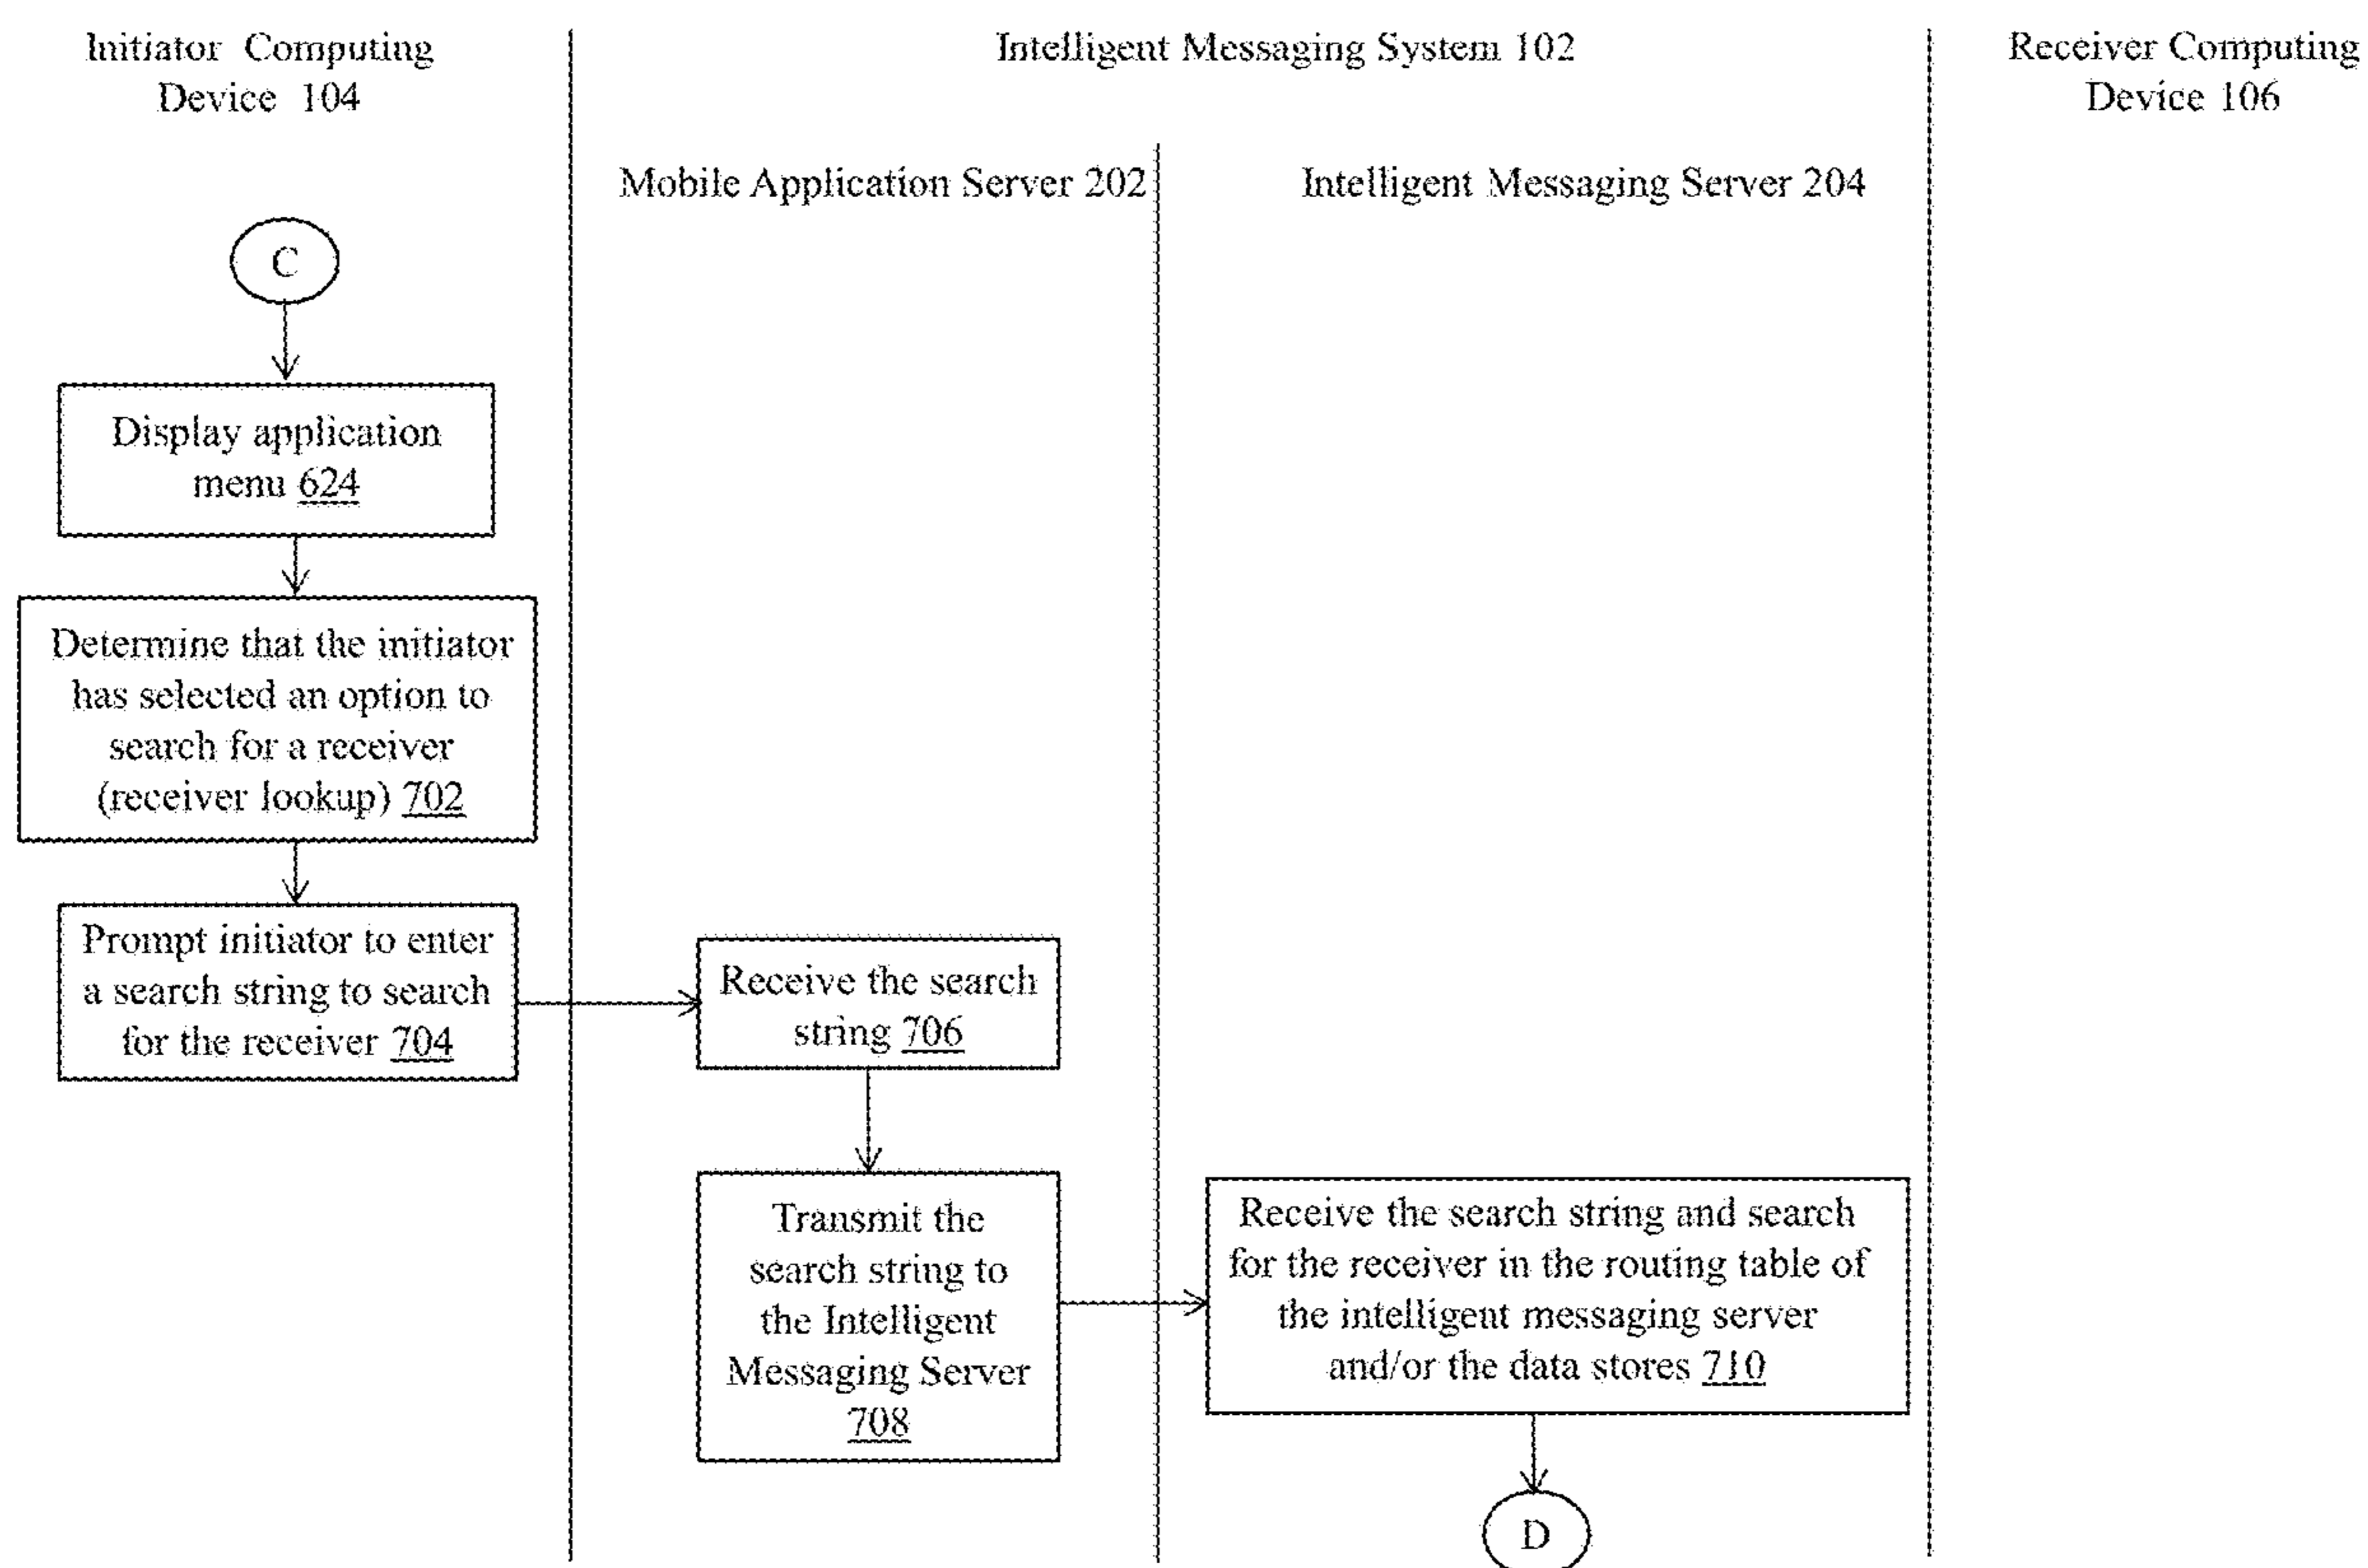 Initiator Computing
Device 104
Intelligent Messaging System 102
Receiver Computing
Device 106
Mobile Application Server 202
Intelligent Messaging Server 204
C
Display application
menu 624
Determine that the initiator
has selected an option to
search for a receiver
(receiver lookup) 702
Prompt initiator to enter
a search string to search
for the receiver 704
Receive the search
string 706
Transmit the
search string to
the Intelligent
Messaging Server
708
Receive the search string and search
for the receiver in the routing table of
the intelligent messaging server
and/or the data stores 710
D